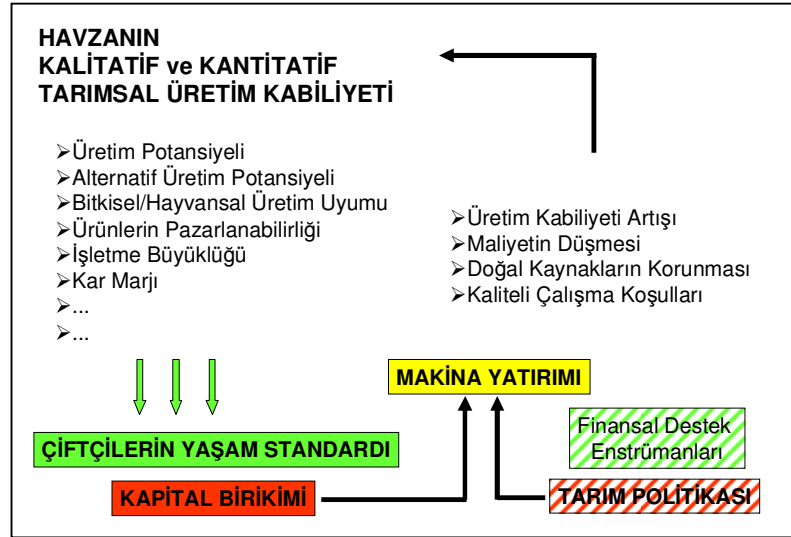 HAVZANIN
KALİTATİF ve KANTİTATİF
TARIMSAL ÜRETİM KABİLİYETİ
➢Üretim Potansiyeli
➢Alternatif Üretim Potansiyeli
➢Bitkisel/Hayvansal Üretim Uyumu
➢Ürünlerin Pazarlanabilirliği
➢İşletme Büyüklüğü
➢Kar Marjı
➢...
➢...
➢Üretim Kabiliyeti Artışı
➢Maliyetin Düşmesi
➢Doğal Kaynakların Korunması
➢Kaliteli Çalışma Koşulları
MAKİNA YATIRIMI
ÇİFTÇİLERİN YAŞAM STANDARDI
KAPİTAL BİRİKİMİ
Finansal Destek
Enstrümanları
TARIM POLİTİKASI